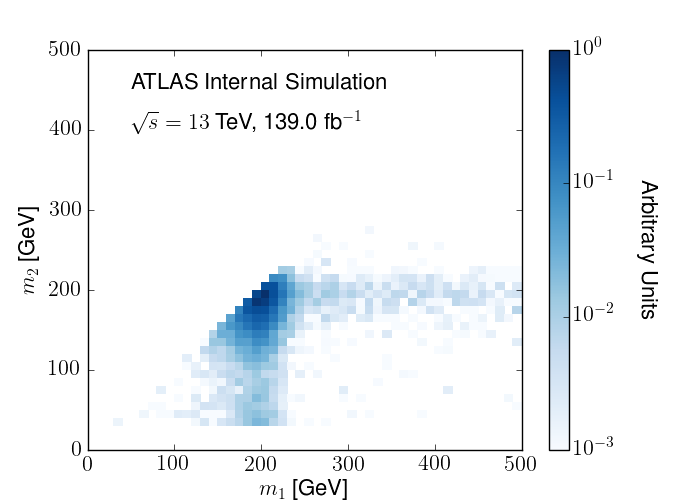 ATLAS Internal Simulation
√s = 13 TeV, 139.0 fb⁻¹
m₂ [GeV]
500
400
300
200
100
0
0 100 200 300 400 500
m₁ [GeV]
10⁰
10⁻¹
10⁻²
10⁻³
Arbitrary Units